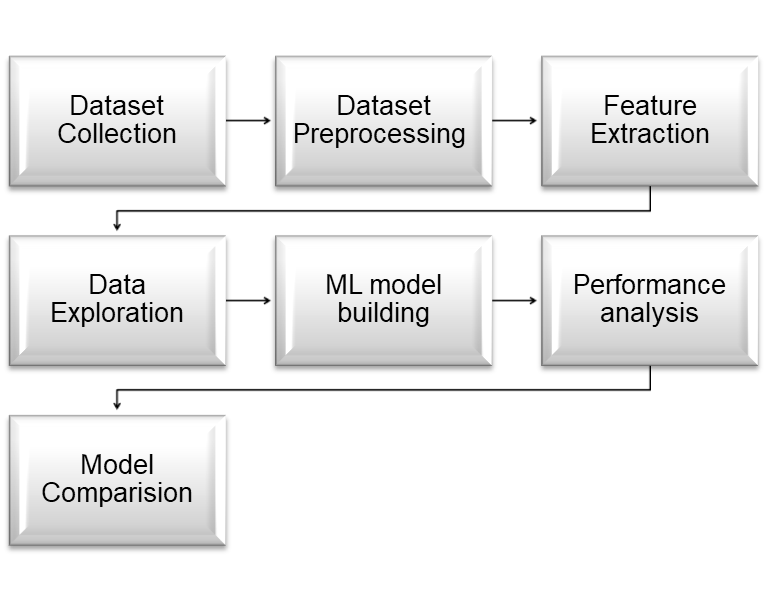 Dataset
Collection
Dataset
Preprocessing
Feature
Extraction
Data
Exploration
ML model
building
Performance
analysis
Model
Comparision